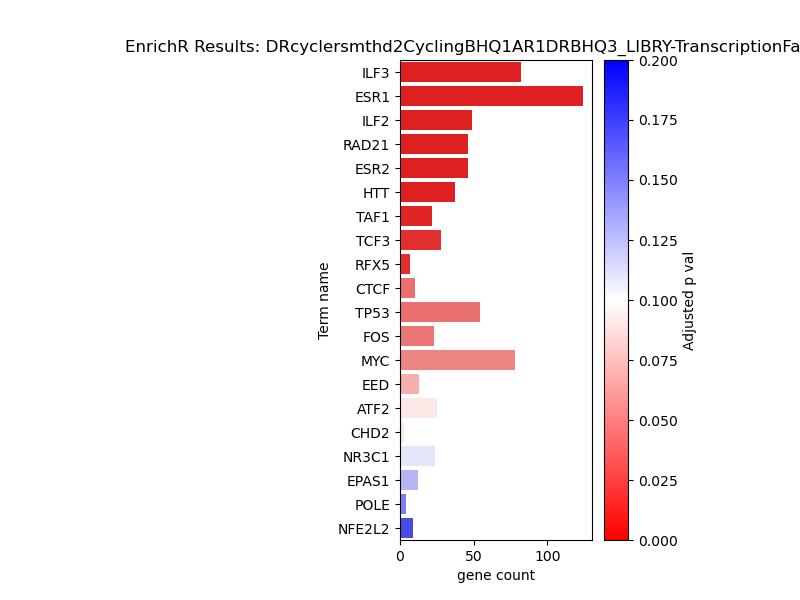 EnrichR Results: DRcyclersmthd2CyclingBHQ1AR1DRBHQ3_LIBRY-TranscriptionFa
ILF3
ESR1
ILF2
RAD21
ESR2
HTT
TAF1
TCF3
RFX5
CTCF
TP53
FOS
MYC
EED
ATF2
CHD2
NR3C1
EPAS1
POLE
NFE2L2
Term name
0 50 100
gene count
0.200
0.175
0.150
0.125
0.100
0.075
0.050
0.025
0.000
Adjusted p val